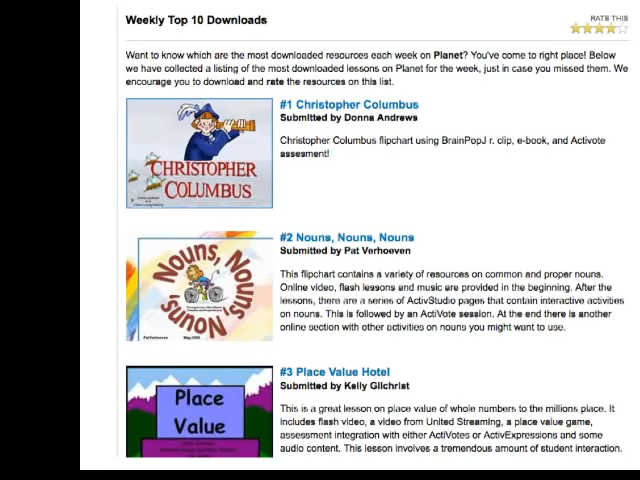 Weekly Top 10 Downloads
RATE THIS
Want to know which are the most downloaded resources each week on Planet? You've come to right place! Below
we have collected a listing of the most downloaded lessons on Planet for the week, just in case you missed them. We
encourage you to download and rate the resources on this list.
#1 Christopher Columbus
Submitted by Donna Andrews
Christopher Columbus flipchart using BrainPopJ r. clip, e-book, and Activote
assesment!
CHRISTOPHER
COLUMBUS
#2 Nouns, Nouns, Nouns
Submitted by Pat Verhoeven
This flipchart contains a variety of resources on common and proper nouns.
Online video, flash lessons and music are provided in the beginning. After the
lessons, there are a series of ActivStudio pages that contain interactive activities
on nouns. This is followed by an ActiVote session. At the end there is another
online section with other activities on nouns you might want to use.
Nouns, Nouns,
Nouns
Pat Verhoeven
May, 2008
#3 Place Value Hotel
Submitted by Kelly Gilchrist
This is a great lesson on place value of whole numbers to the millions place. It
includes flash video, a video from United Streaming, a place value game,
assessment integration with either ActiVotes or ActivExpressions and some
audio content. This lesson involves a tremendous amount of student interaction.
Place
Value